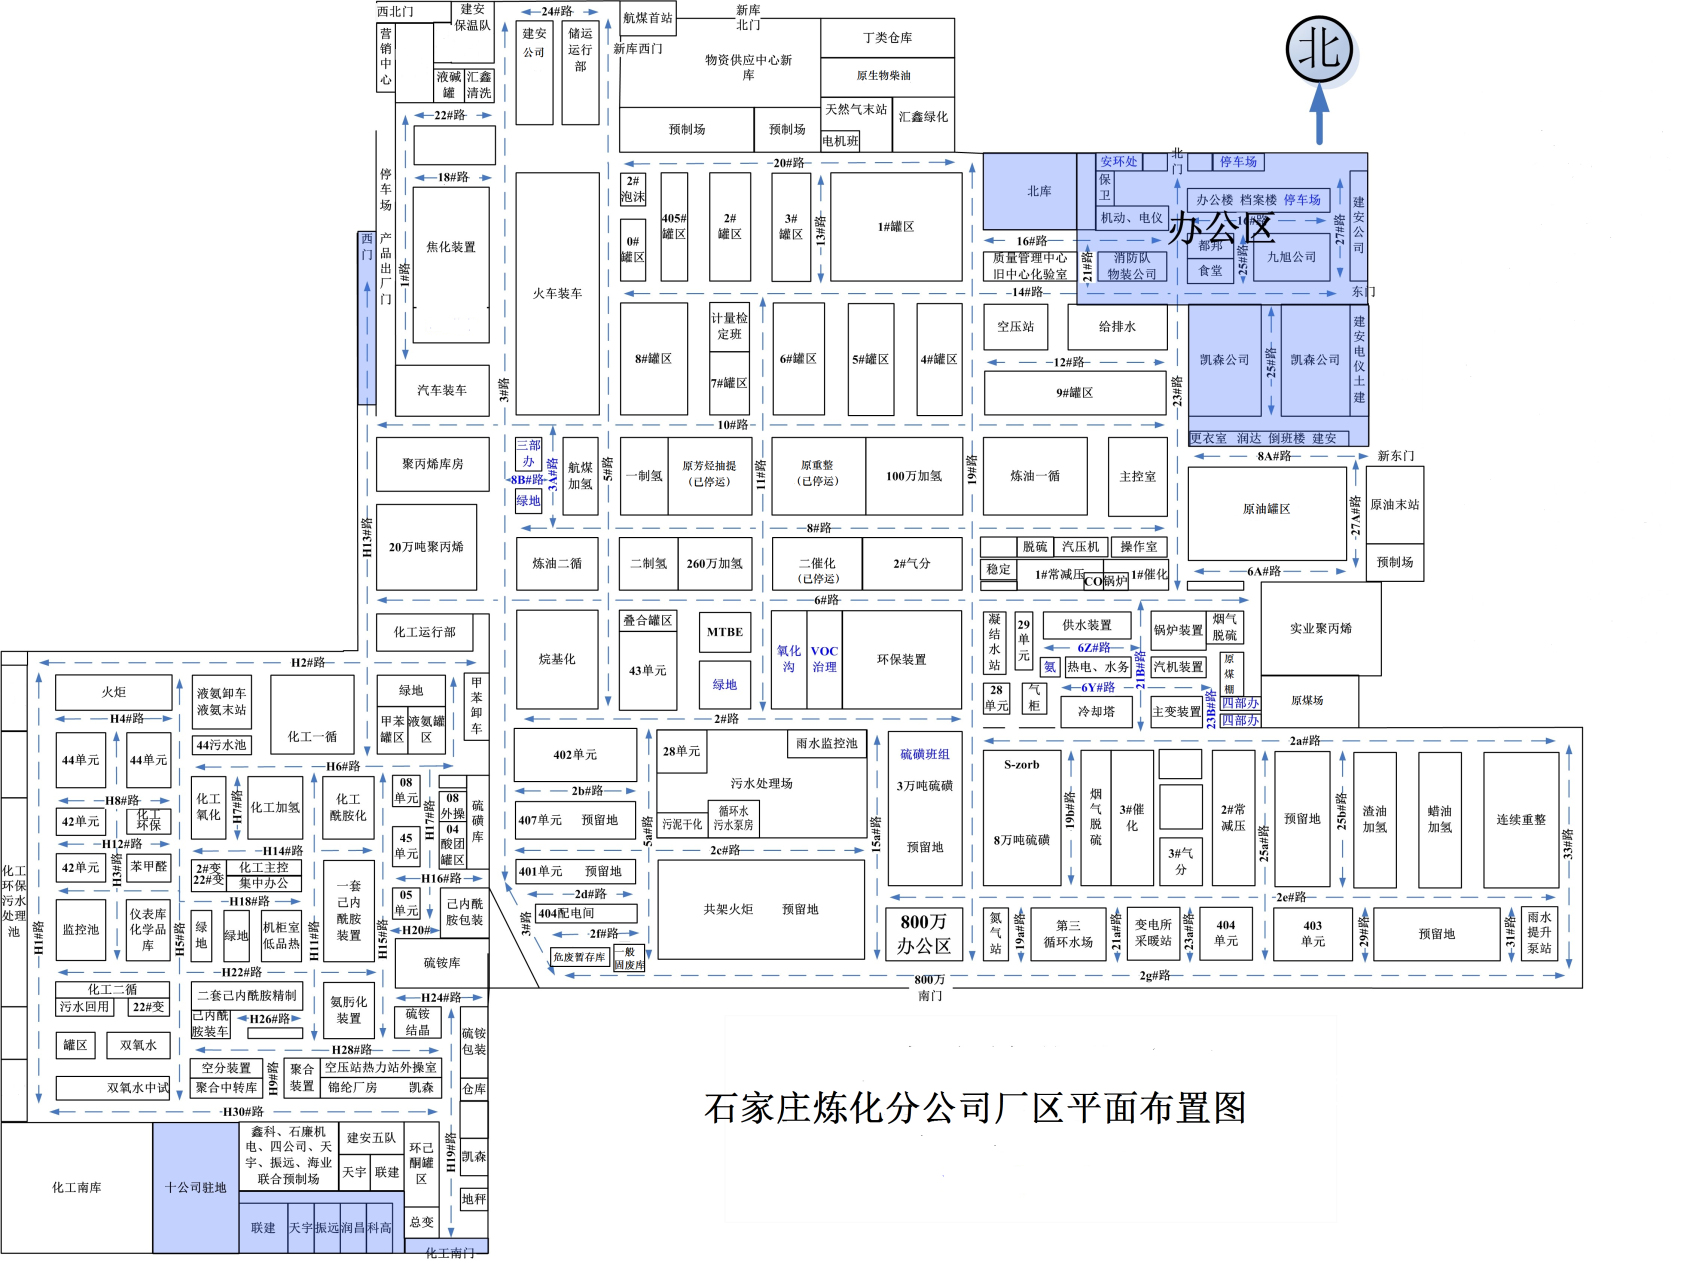 西北门
建安
保温队
24#路
建安
公司
储运
运行
部
航煤首站
新库
北门
新库西门
物资供应中心新
库
丁类仓库
原生物柴油
天然气末站
汇鑫绿化
电机班
预制场
预制场
北
营
销
中
心
液碱
罐
汇鑫
清洗
22#路
18#路
停
车
场
产
品
出
厂
门
西
门
1#路
焦化装置
汽车装车
3#路
火车装车
5#路
20#路
2#
泡沫
0#
罐区
405#
罐区
2#
罐区
3#
罐区
13#路
1#罐区
19#路
北库
安环处
北
门
停车场
保
卫
机动、电仪
办公楼 档案楼 停车场
办公区
16#路
16#路
27#路
建
安
公
司
质量管理中心
旧中心化验室
21#路
消防队
物装公司
都邦
食堂
25#路
九旭公司
14#路
东门
8#罐区
计量检
定班
7#罐区
11#路
6#罐区
5#罐区
4#罐区
空压站
给排水
12#路
9#罐区
23#路
凯森公司
25#路
凯森公司
建
安
电
仪
土
建
更衣室 润达 倒班楼 建安
10#路
聚丙烯库房
三部
办
8B#路
绿地
3A#路
航煤
加氢
一制氢
原芳烃抽提
(已停运)
原重整
(已停运)
100万加氢
炼油一循
主控室
8A#路
新东门
原油罐区
27A#路
原油末站
预制场
6A#路
8#路
H13#路
20万吨聚丙烯
炼油二循
二制氢
260万加氢
二催化
(已停运)
2#气分
脱硫
汽压机
操作室
稳定
1#常减压
CO锅炉
1#催化
6#路
化工运行部
烷基化
叠合罐区
43单元
MTBE
绿地
氧化
沟
VOC
治理
环保装置
凝
结
水
站
29
单
元
供水装置
6Z#路
氨
热电、水务
21B#路
锅炉装置
烟气
脱硫
汽机装置
原
煤
棚
实业聚丙烯
原煤场
28
单元
气
柜
6Y#路
冷却塔
主变装置
23B#路
四部办
四部办
H2#路
火炬
H4#路
液氨卸车
液氨末站
44污水池
化工一循
绿地
甲苯
罐区
液氨罐
区
甲
苯
卸
车
2#路
44单元
44单元
H6#路
402单元
2b#路
407单元 预留地
5a#路
28单元
雨水监控池
污水处理场
污泥干化
循环水
污水泵房
15a#路
硫磺班组
3万吨硫磺
预留地
2a#路
S-zorb
8万吨硫磺
19b#路
烟
气
脱
硫
3#催
化
3#气
分
2#常
减压
25a#路
预留地
25b#路
渣油
加氢
蜡油
加氢
连续重整
33#路
H8#路
42单元
化工
环保
H12#路
42单元
H3#路
苯甲醛
化工
氧化
H7#路
化工加氢
化工
酰胺化
08
单元
08
外操
H17#路
硫
磺
库
45
单元
04
酸团
罐区
H14#路
2#变
22#变
化工主控
集中办公
H16#路
2c#路
401单元 预留地
2d#路
404配电间
2f#路
危废暂存库
一般
固废库
3#路
共架火炬 预留地
2e#路
800万
办公区
氮
气
站
19a#路
第三
循环水场
21a#路
变电所
采暖站
23a#路
404
单元
403
单元
29#路
预留地
31#路
雨水
提升
泵站
2g#路
800万
南门
化工
环保
污水
处理
池
H1#路
H18#路
监控池
仪表库
化学品
库
H5#路
绿
地
绿地
机柜室
低品热
H11#路
一套
己内
酰胺
装置
H15#路
05
单元
H20#
己内酰
胺包装
硫铵库
H22#路
化工二循
污水回用
22#变
二套己内酰胺精制
己内酰
胺装车
H26#路
氨肟化
装置
H24#路
硫铵
结晶
硫铵
包装
罐区
双氧水
H28#路
双氧水中试
空分装置
聚合中转库
H9#路
聚合
装置
空压站热力站外操室
锦纶厂房 凯森
仓库
H30#路
石家庄炼化分公司厂区平面布置图
化工南库
十公司驻地
鑫科、石廉机
电、四公司、天
宇、振远、海业
联合预制场
建安五队
天宇
联建
环己
酮罐
区
H19#路
凯森
地秤
总变
联建
天宇
振远
润昌
科高
化工南门